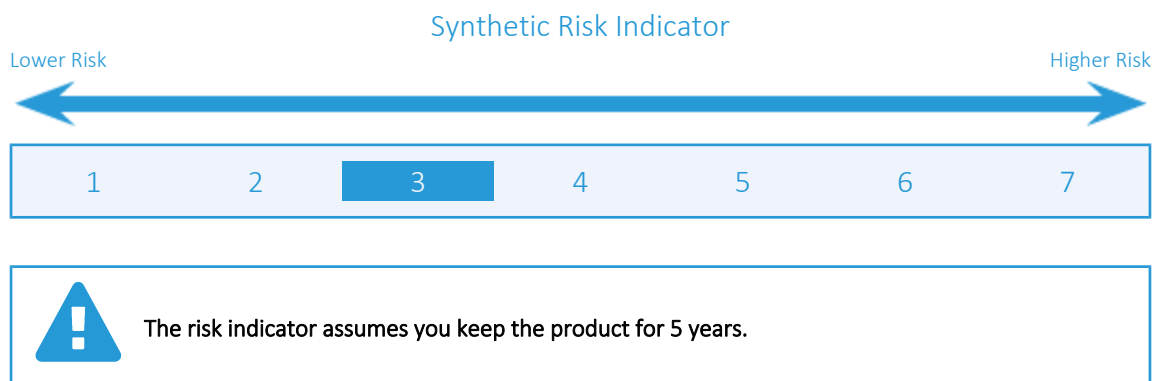 Synthetic Risk Indicator
Lower Risk Higher Risk
1 2 3 4 5 6 7
The risk indicator assumes you keep the product for 5 years.